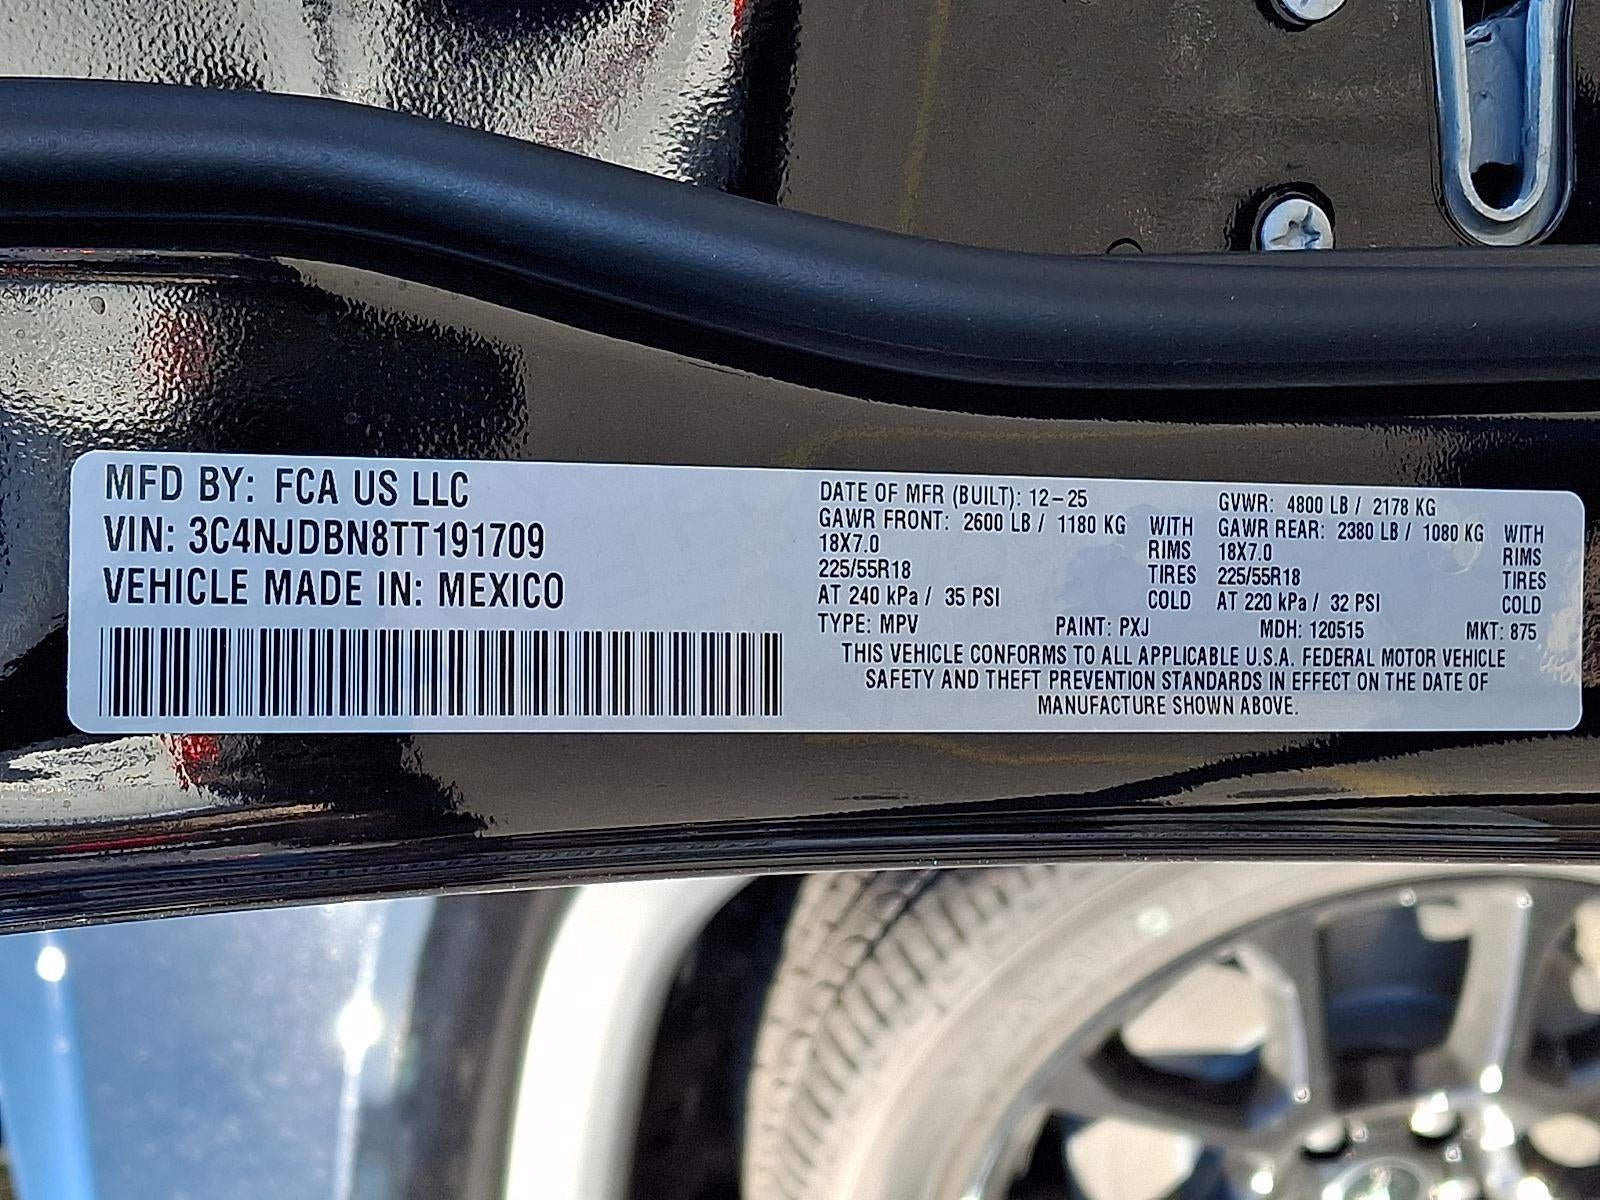 MFD BY: FCA US LLC
VIN: 3C4NJDBN8TT191709
VEHICLE MADE IN: MEXICO
DATE OF MFR (BUILT): 12-25 GVWR: 4800 LB / 2178 KG
GAWR FRONT: 2600 LB / 1180 KG WITH GAWR REAR: 2380 LB / 1080 KG WITH
18X7.0 RIMS 18X7.0 RIMS
225/55R18 TIRES 225/55R18 TIRES
AT 240 kPa / 35 PSI COLD AT 220 kPa / 32 PSI COLD
TYPE: MPV PAINT: PXJ MDH: 120515 MKT: 875
THIS VEHICLE CONFORMS TO ALL APPLICABLE U.S.A. FEDERAL MOTOR VEHICLE
SAFETY AND THEFT PREVENTION STANDARDS IN EFFECT ON THE DATE OF
MANUFACTURE SHOWN ABOVE.